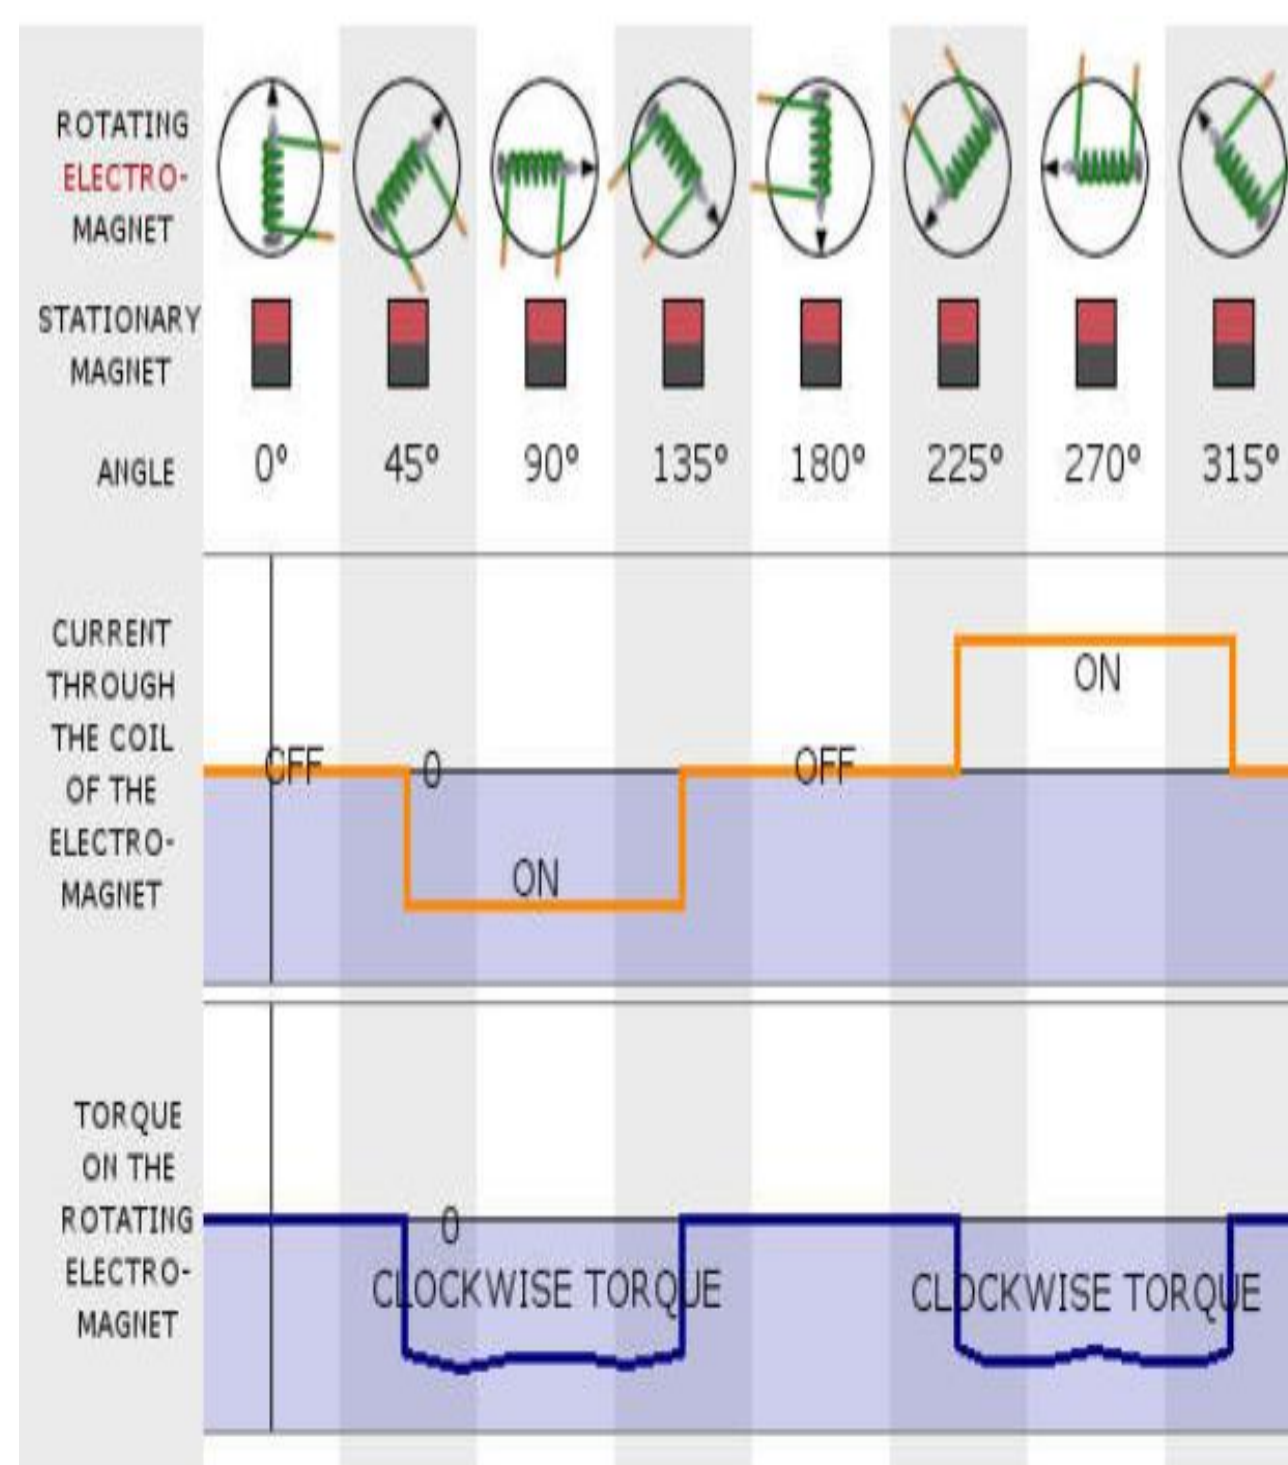 ROTATING
ELECTRO-
MAGNET
STATIONARY
MAGNET
ANGLE 0° 45° 90° 135° 180° 225° 270° 315°
CURRENT
THROUGH
THE COIL
OF THE
ELECTRO-
MAGNET
ON
OFF 0 OFF
ON
TORQUE
ON THE
ROTATING
ELECTRO-
MAGNET
0
CLOCKWISE TORQUE CLOCKWISE TORQUE